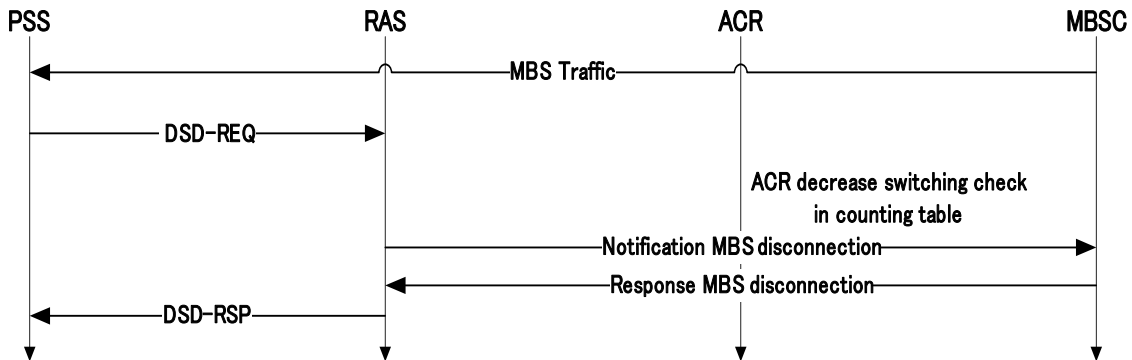 PSS RAS ACR MBSC
MBS Traffic
DSD-REQ
ACR decrease switching check
in counting table
Notification MBS disconnection
Response MBS disconnection
DSD-RSP